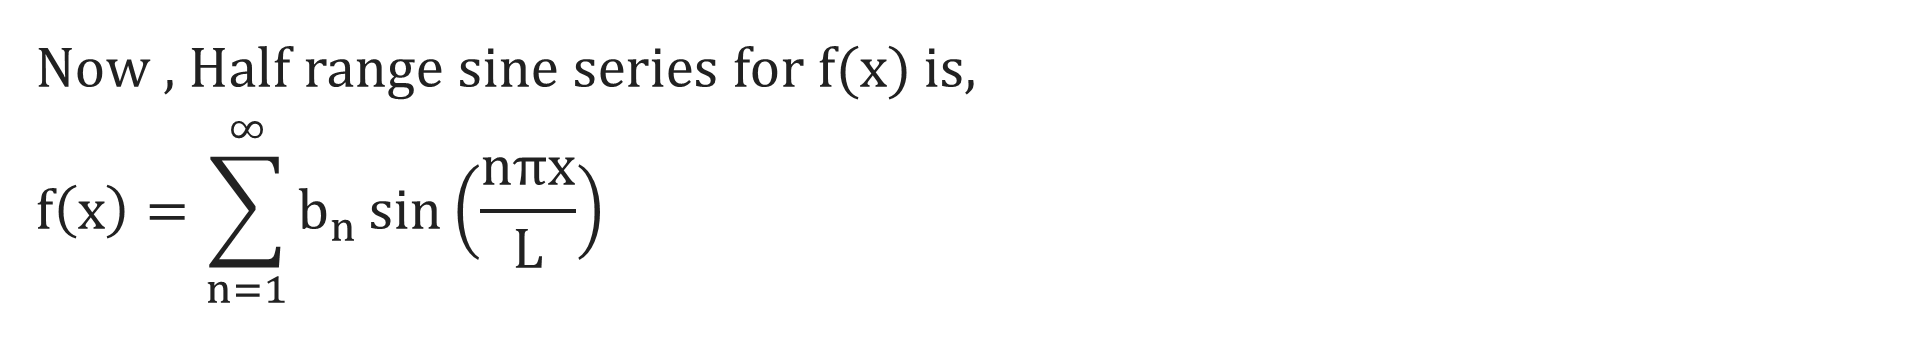 Now , Half range sine series for f(x) is,
f(x) = ∑_{n=1}^{∞} b_n sin (nπx/L)